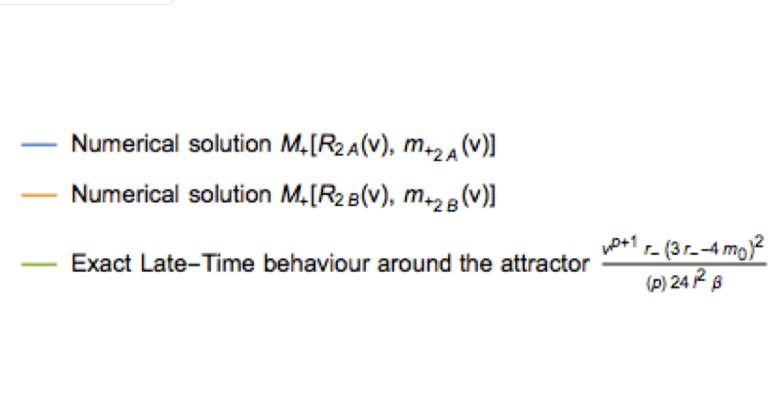 Numerical solution M₊[R₂ A(v), m₊₂ A(v)]
Numerical solution M₊[R₂ B(v), m₊₂ B(v)]
Exact Late–Time behaviour around the attractor v^p+1 r₋ (3 r₋–4 m₀)² / (p) 24 l² β